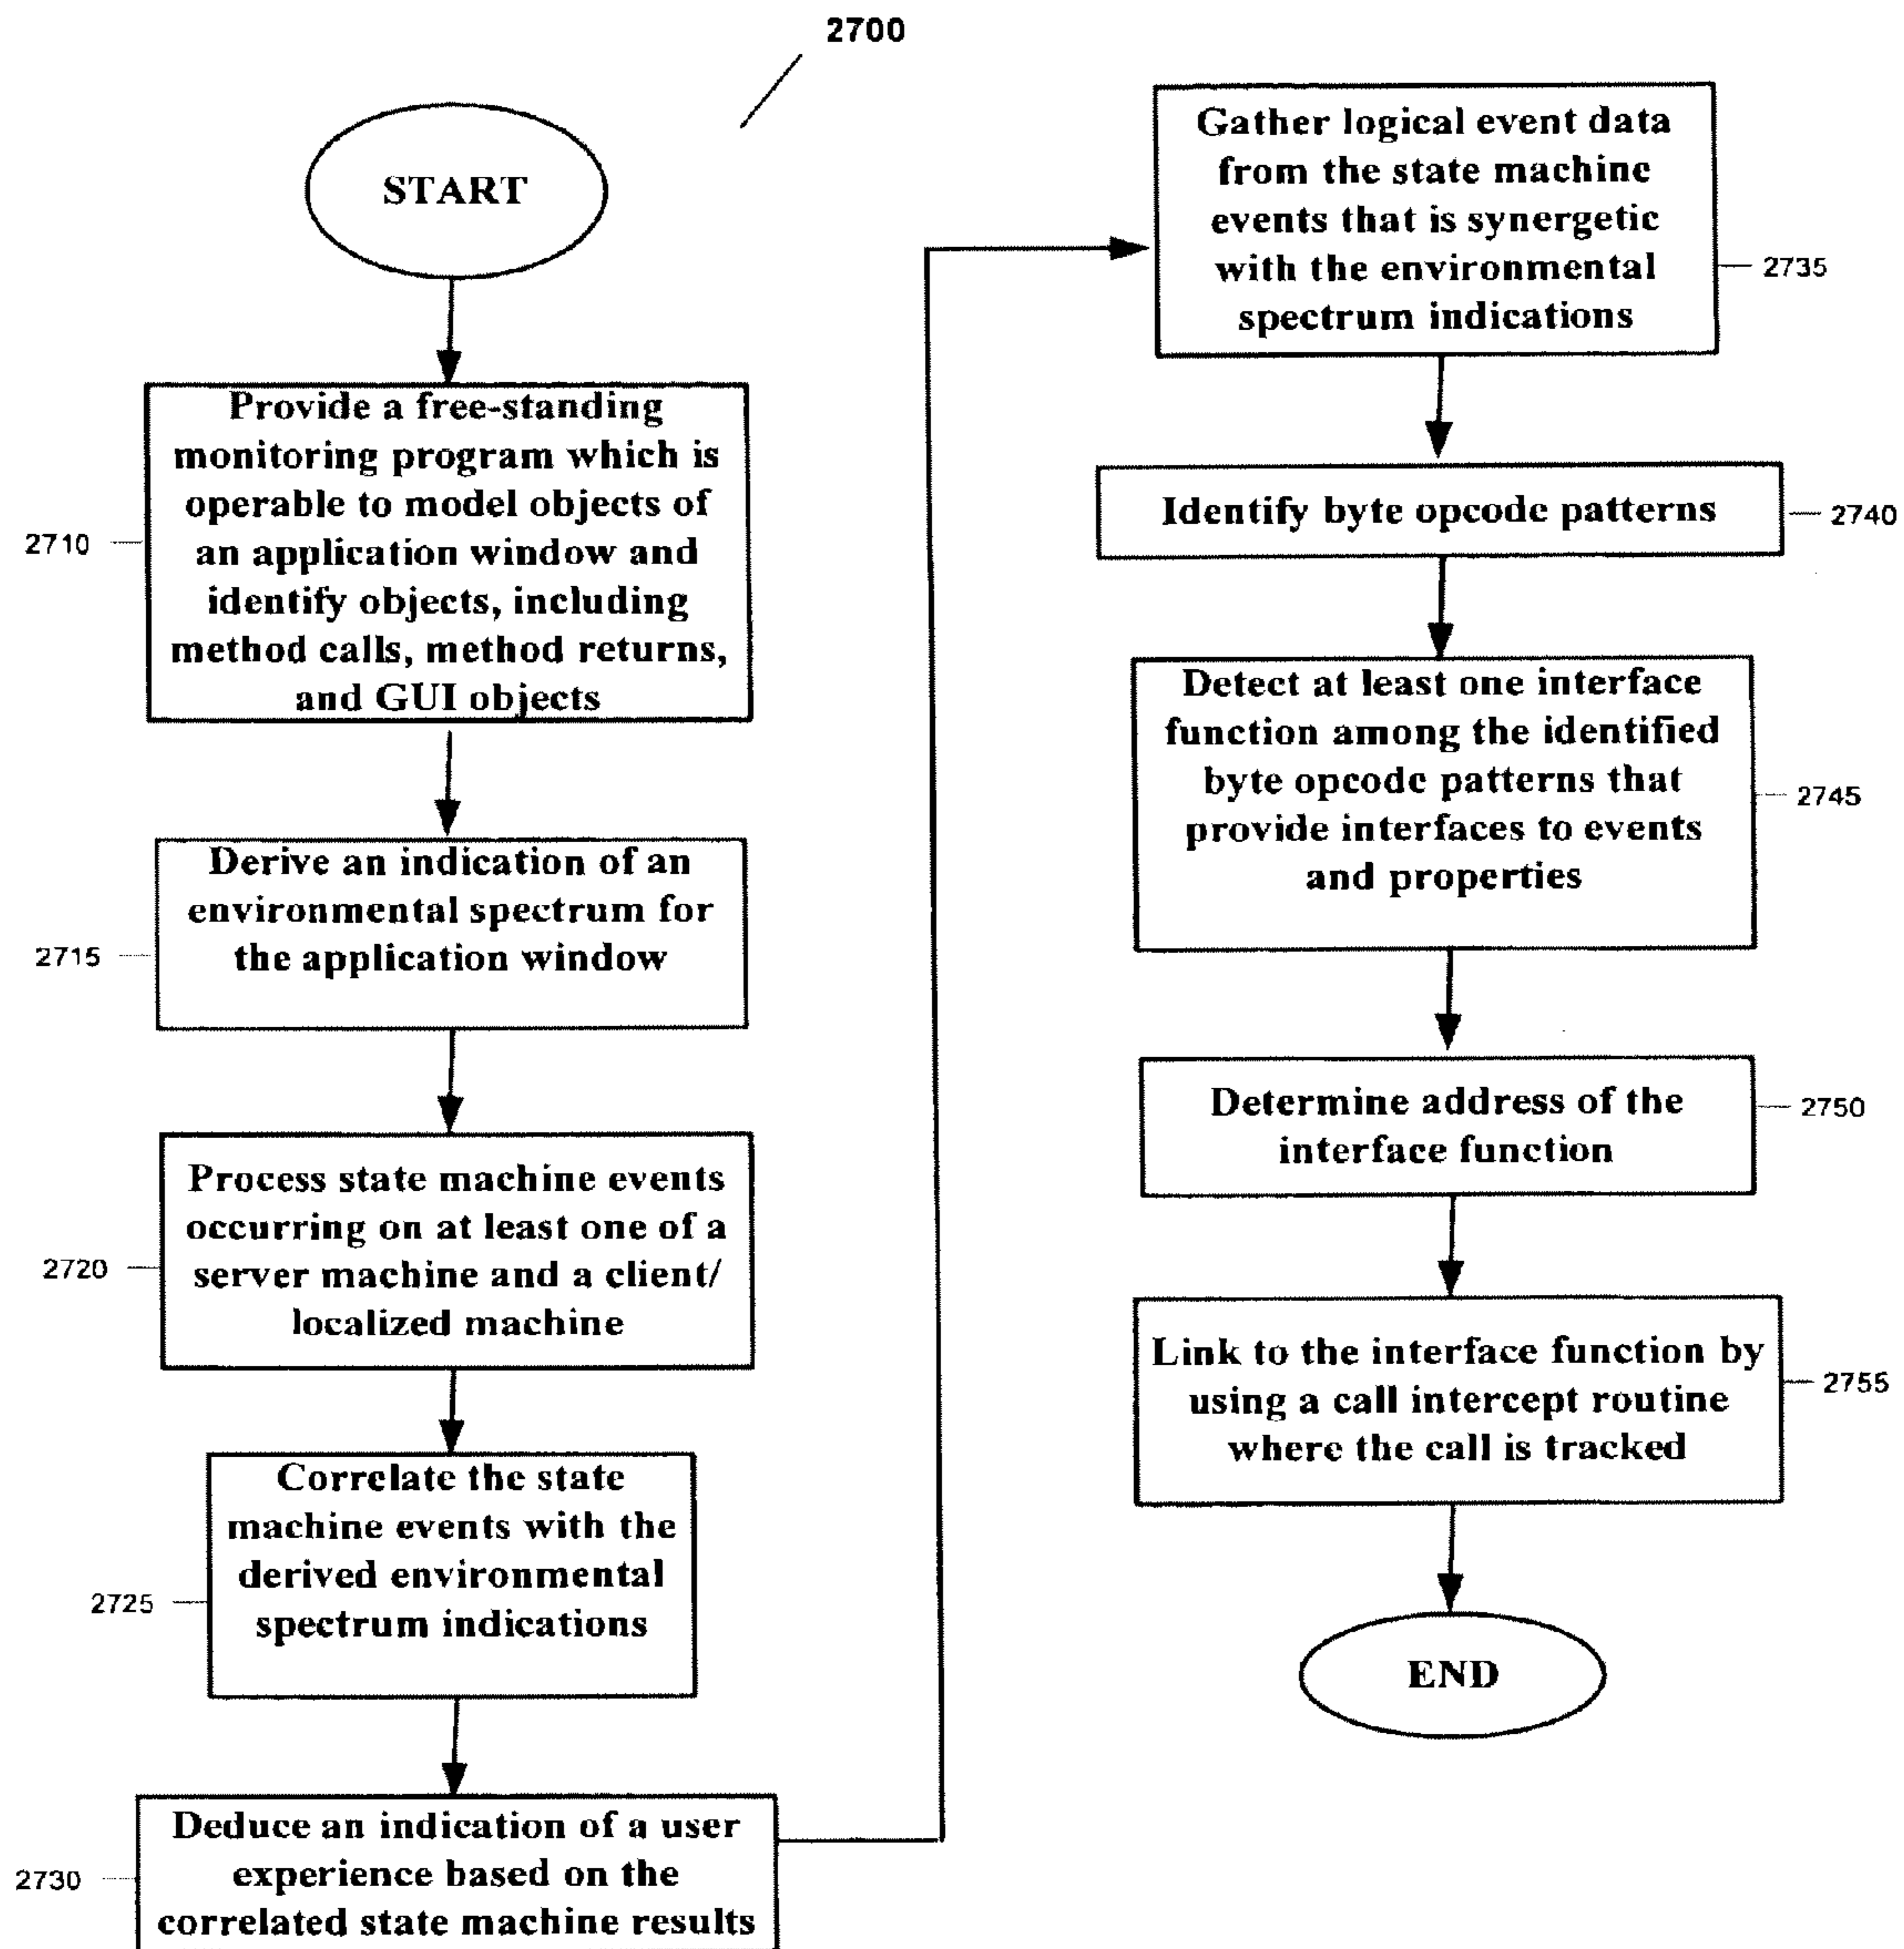 2700
START
2710
Provide a free-standing
monitoring program which is
operable to model objects of
an application window and
identify objects, including
method calls, method returns,
and GUI objects
2715
Derive an indication of an
environmental spectrum for
the application window
2720
Process state machine events
occurring on at least one of a
server machine and a client/
localized machine
2725
Correlate the state
machine events with the
derived environmental
spectrum indications
2730
Deduce an indication of a user
experience based on the
correlated state machine results
Gather logical event data
from the state machine
events that is synergetic
with the environmental
spectrum indications
2735
Identify byte opcode patterns
2740
Detect at least one interface
function among the identified
byte opcode patterns that
provide interfaces to events
and properties
2745
Determine address of the
interface function
2750
Link to the interface function by
using a call intercept routine
where the call is tracked
2755
END